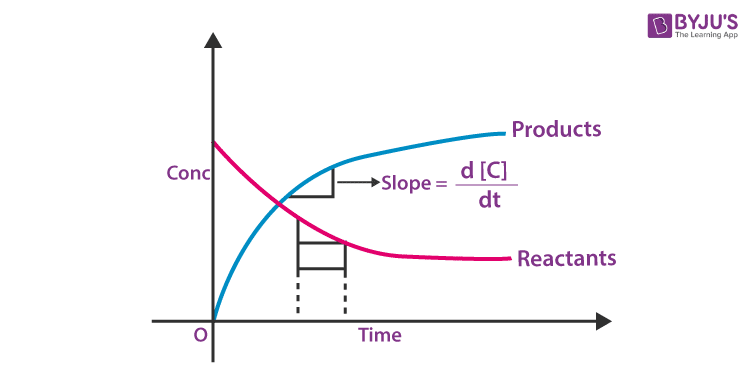 BYJU'S
The Learning App
Products
Conc
Slope = d [C]
dt
Reactants
O
Time